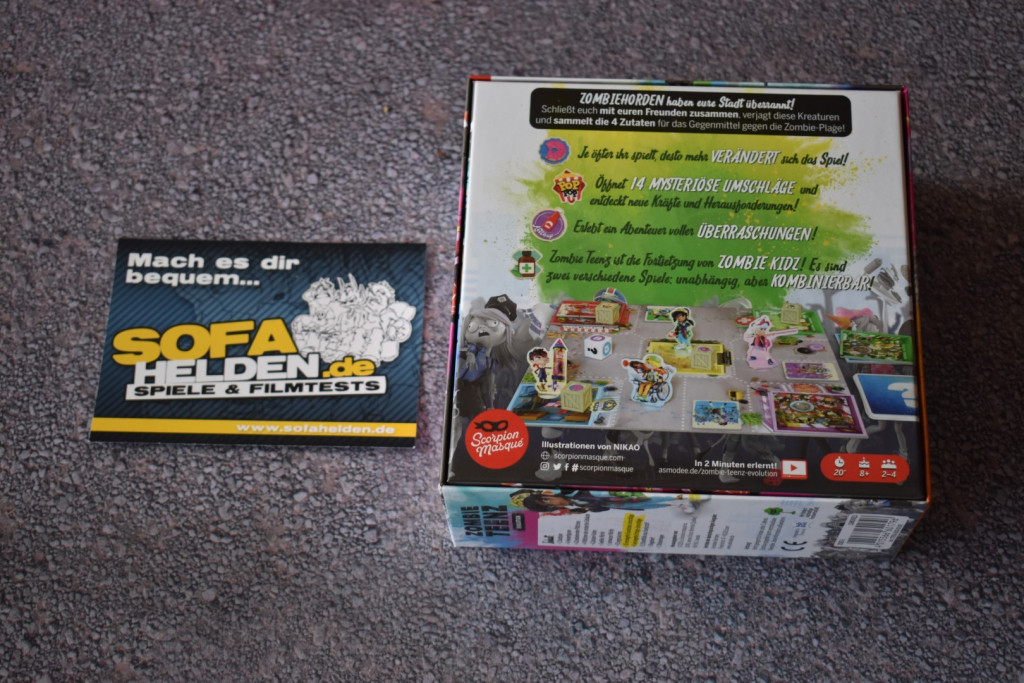 Mach es dir
bequem...
SOFA
HELDEN.de
SPIELE & FILMTESTS
www.sofahelden.de
ZOMBIEHORDEN haben eure Stadt überrannt!
Schließt euch mit euren Freunden zusammen, verjagt diese Kreaturen
und sammelt die 4 Zutaten für das Gegenmittel gegen die Zombie-Plage!
Je öfter ihr spielt, desto mehr VERÄNDERT sich das Spiel!
POP
Öffnet 14 MYSTERIÖSE UMSCHLÄGE und
entdeckt neue Kräfte und Herausforderungen!
Erlebt ein Abenteuer voller ÜBERRASCHUNGEN!
Zombie Teenz ist die Fortsetzung von ZOMBIE KIDZ! Es sind
zwei verschiedene Spiele: unabhängig, aber KOMBINIERBAR!
?
Scorpion
Masqué
Illustrationen von NIKAO
scorpionmasque.com
#scorpionmasque
In 2 Minuten erlernt!
asmodee.de/zombie-teenz-evolution
20'
8+
2–4
ZOMBIE
TEENZ
CE